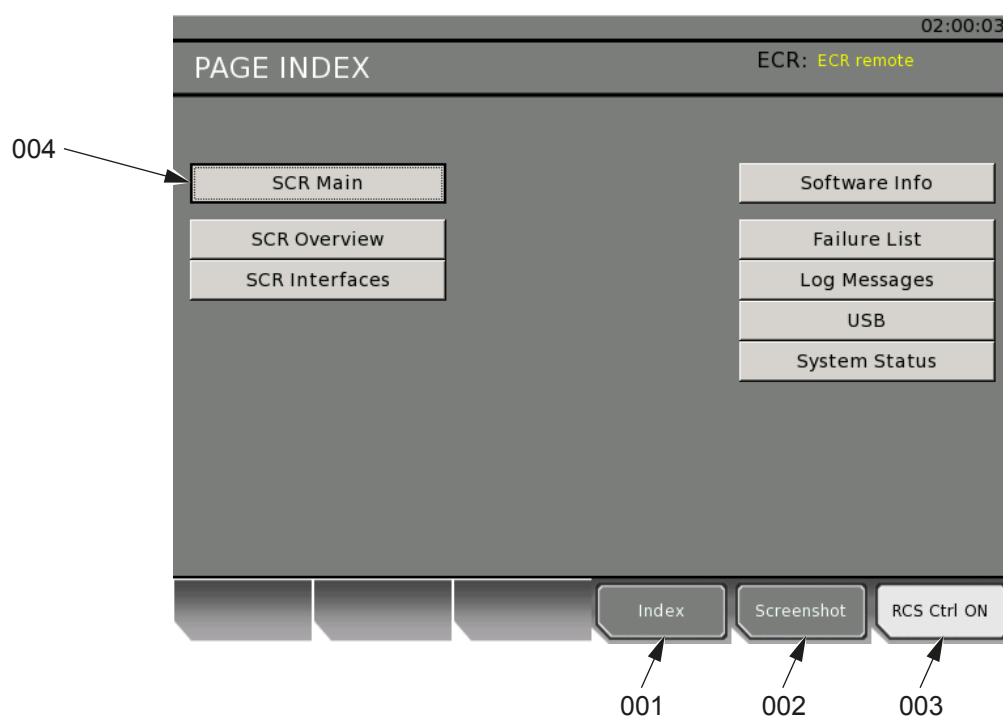 02:00:03
PAGE INDEX
ECR: ECR remote
004
SCR Main
Software Info
SCR Overview
Failure List
SCR Interfaces
Log Messages
USB
System Status
Index
Screenshot
RCS Ctrl ON
001
002
003